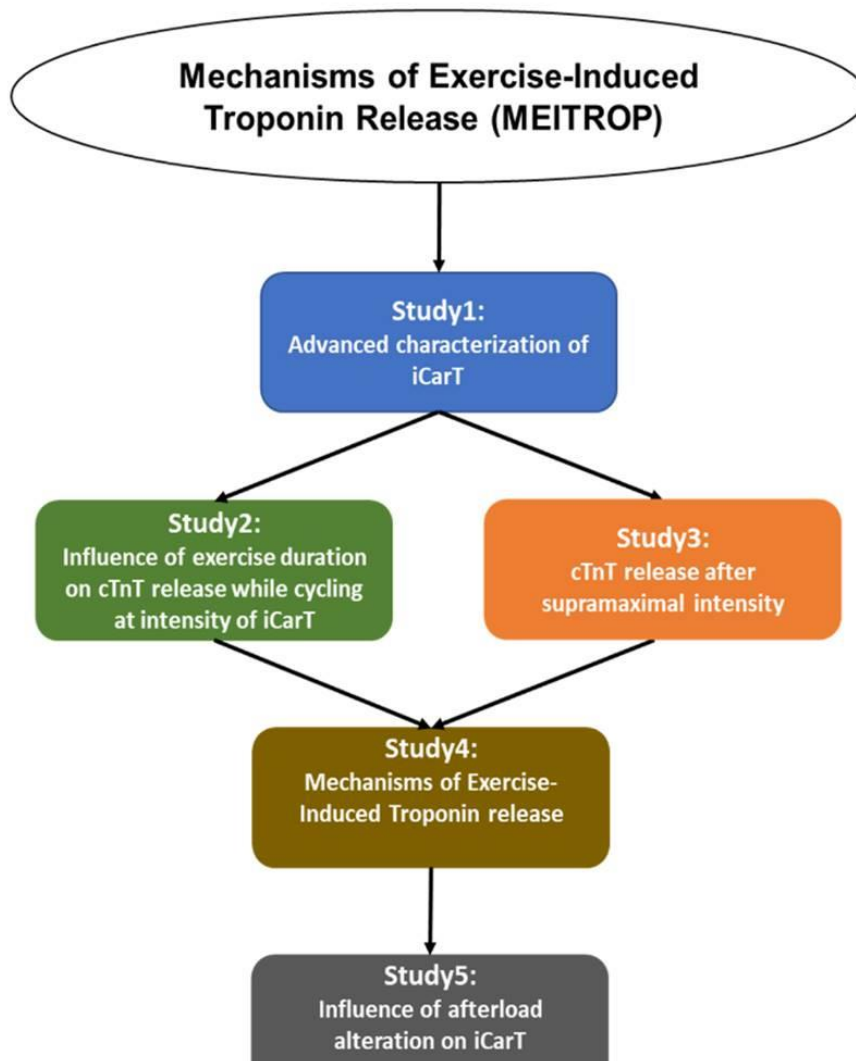 Mechanisms of Exercise-Induced
Troponin Release (MEITROP)
Study1:
Advanced characterization of
iCarT
Study2:
Influence of exercise duration
on cTnT release while cycling
at intensity of iCarT
Study3:
cTnT release after
supramaximal intensity
Study4:
Mechanisms of Exercise-
Induced Troponin release
Study5:
Influence of afterload
alteration on iCarT